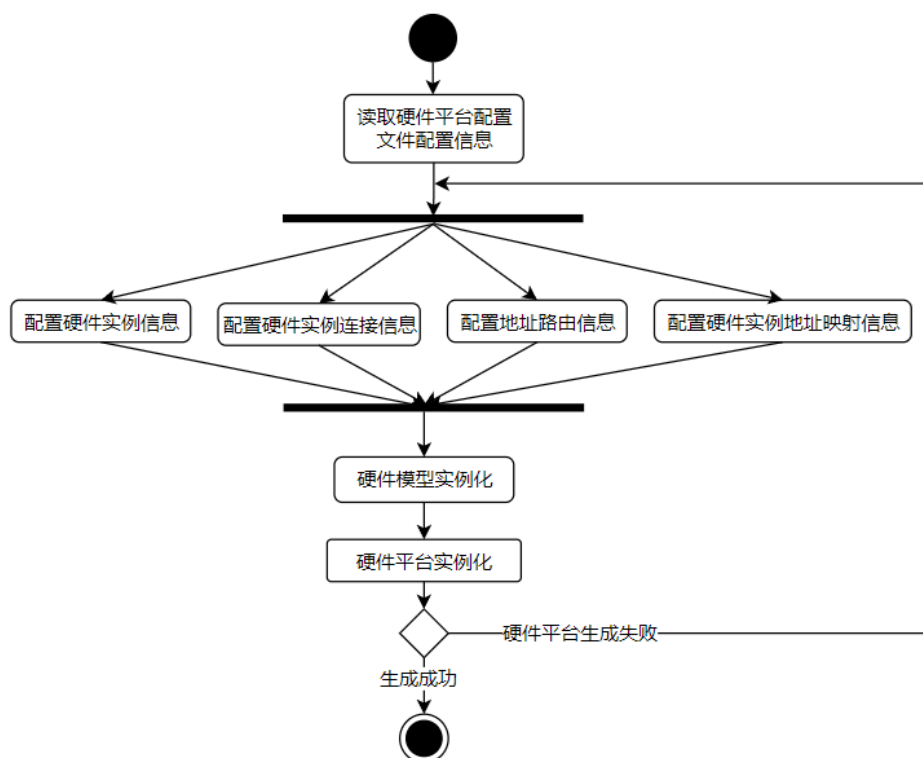 读取硬件平台配置
文件配置信息
配置硬件实例信息
配置硬件实例连接信息
配置地址路由信息
配置硬件实例地址映射信息
硬件模型实例化
硬件平台实例化
硬件平台生成失败
生成成功